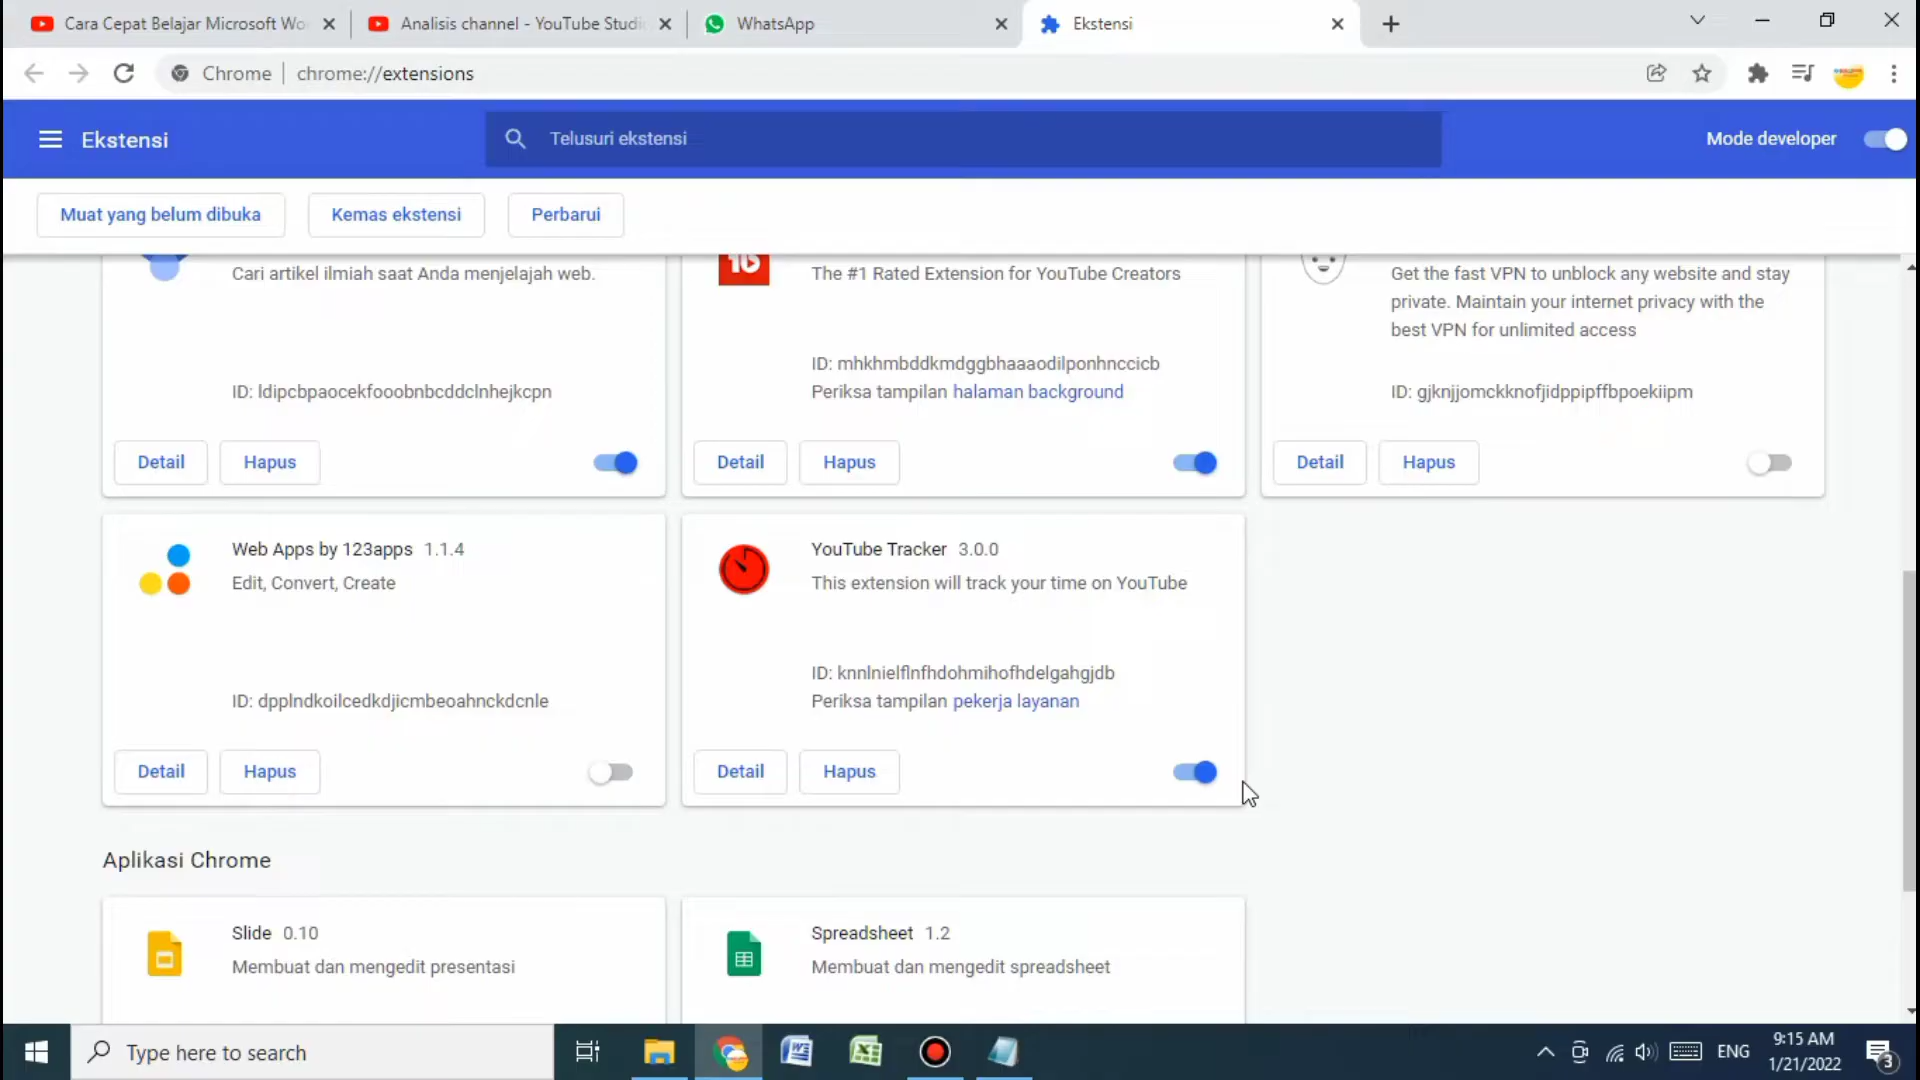 Cara Cepat Belajar Microsoft Wo
Analisis channel - YouTube Studi
WhatsApp
Ekstensi
Chrome
chrome://extensions
Ekstensi
Telusuri ekstensi
Mode developer
Muat yang belum dibuka
Kemas ekstensi
Perbarui
Cari artikel ilmiah saat Anda menjelajah web.
ID: ldipcbpaocekfooobnbcddclnhejkcpn
Detail
Hapus
The #1 Rated Extension for YouTube Creators
ID: mhkhmbddkmdggbhaaaodilponhnccicb
Periksa tampilan halaman background
Detail
Hapus
Get the fast VPN to unblock any website and stay
private. Maintain your internet privacy with the
best VPN for unlimited access
ID: gjknjjomckknofjidppipffbpoekiipm
Detail
Hapus
Web Apps by 123apps 1.1.4
Edit, Convert, Create
ID: dpplndkoilcedkdjicmbeoahnckdcnle
Detail
Hapus
YouTube Tracker 3.0.0
This extension will track your time on YouTube
ID: knnlnielflnfhdohmihofhdelgahgjdb
Periksa tampilan pekerja layanan
Detail
Hapus
Aplikasi Chrome
Slide 0.10
Membuat dan mengedit presentasi
Spreadsheet 1.2
Membuat dan mengedit spreadsheet
Type here to search
ENG
9:15 AM
1/21/2022
3